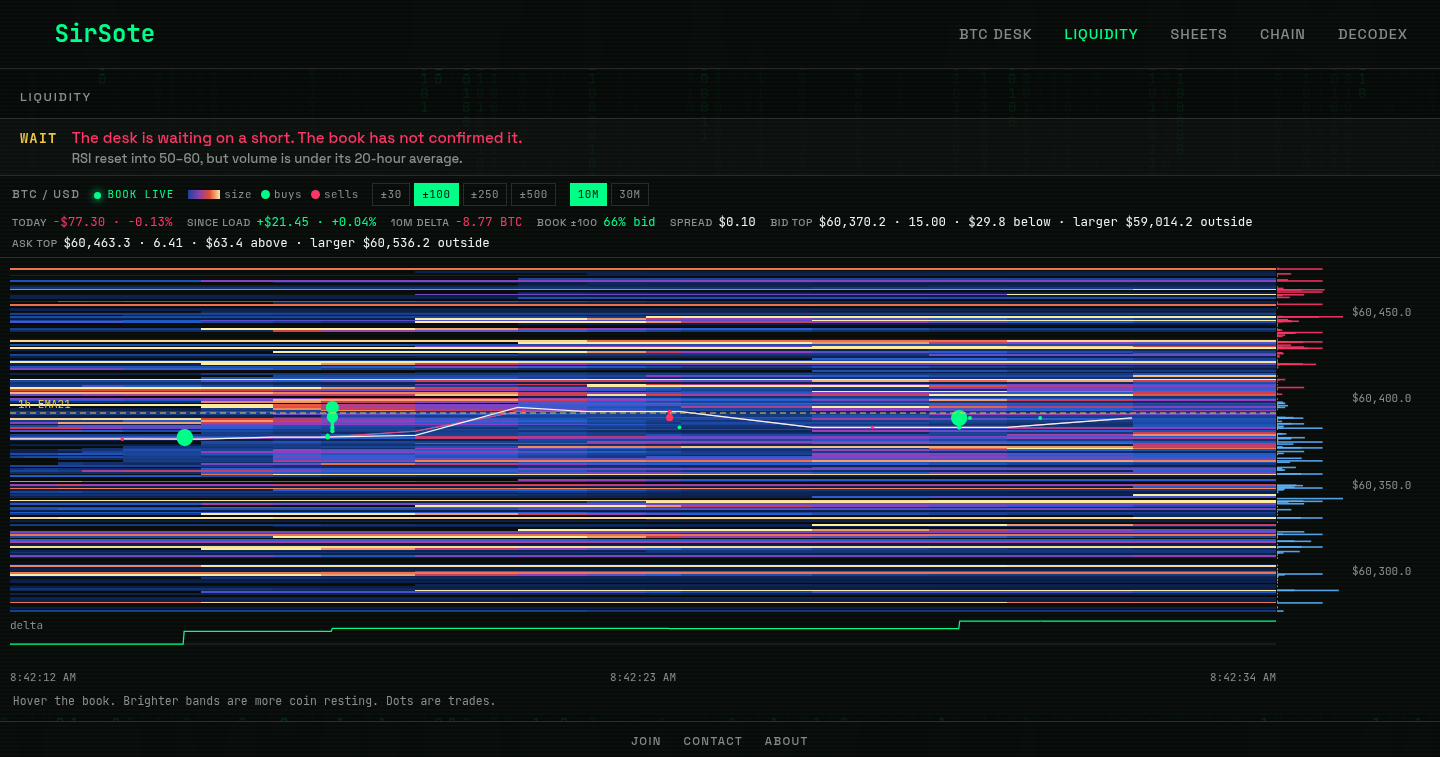 SirSote
BTC DESK LIQUIDITY SHEETS CHAIN DECODEX
LIQUIDITY
WAIT The desk is waiting on a short. The book has not confirmed it.
RSI reset into 50–60, but volume is under its 20-hour average.
BTC / USD BOOK LIVE size buys sells ±30 ±100 ±250 ±500 10M 30M
TODAY -$77.30 · -0.13% SINCE LOAD +$21.45 · +0.04% 10M DELTA -8.77 BTC BOOK ±100 66% bid SPREAD $0.10 BID TOP $60,370.2 · 15.00 · $29.8 below · larger $59,014.2 outside
ASK TOP $60,463.3 · 6.41 · $63.4 above · larger $60,536.2 outside
$60,450.0
$60,400.0
1h EMA21
$60,350.0
$60,300.0
delta
8:42:12 AM 8:42:23 AM 8:42:34 AM
Hover the book. Brighter bands are more coin resting. Dots are trades.
JOIN CONTACT ABOUT